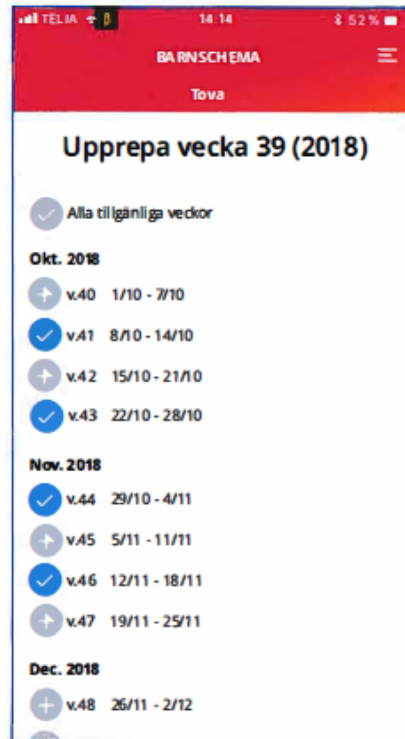 TELIA β 14:14 52 %
BARNSCHEMA
Tova
Upprepa vecka 39 (2018)
Alla tillgänliga veckor
Okt. 2018
v.40 1/10 - 7/10
v.41 8/10 - 14/10
v.42 15/10 - 21/10
v.43 22/10 - 28/10
Nov. 2018
v.44 29/10 - 4/11
v.45 5/11 - 11/11
v.46 12/11 - 18/11
v.47 19/11 - 25/11
Dec. 2018
v.48 26/11 - 2/12